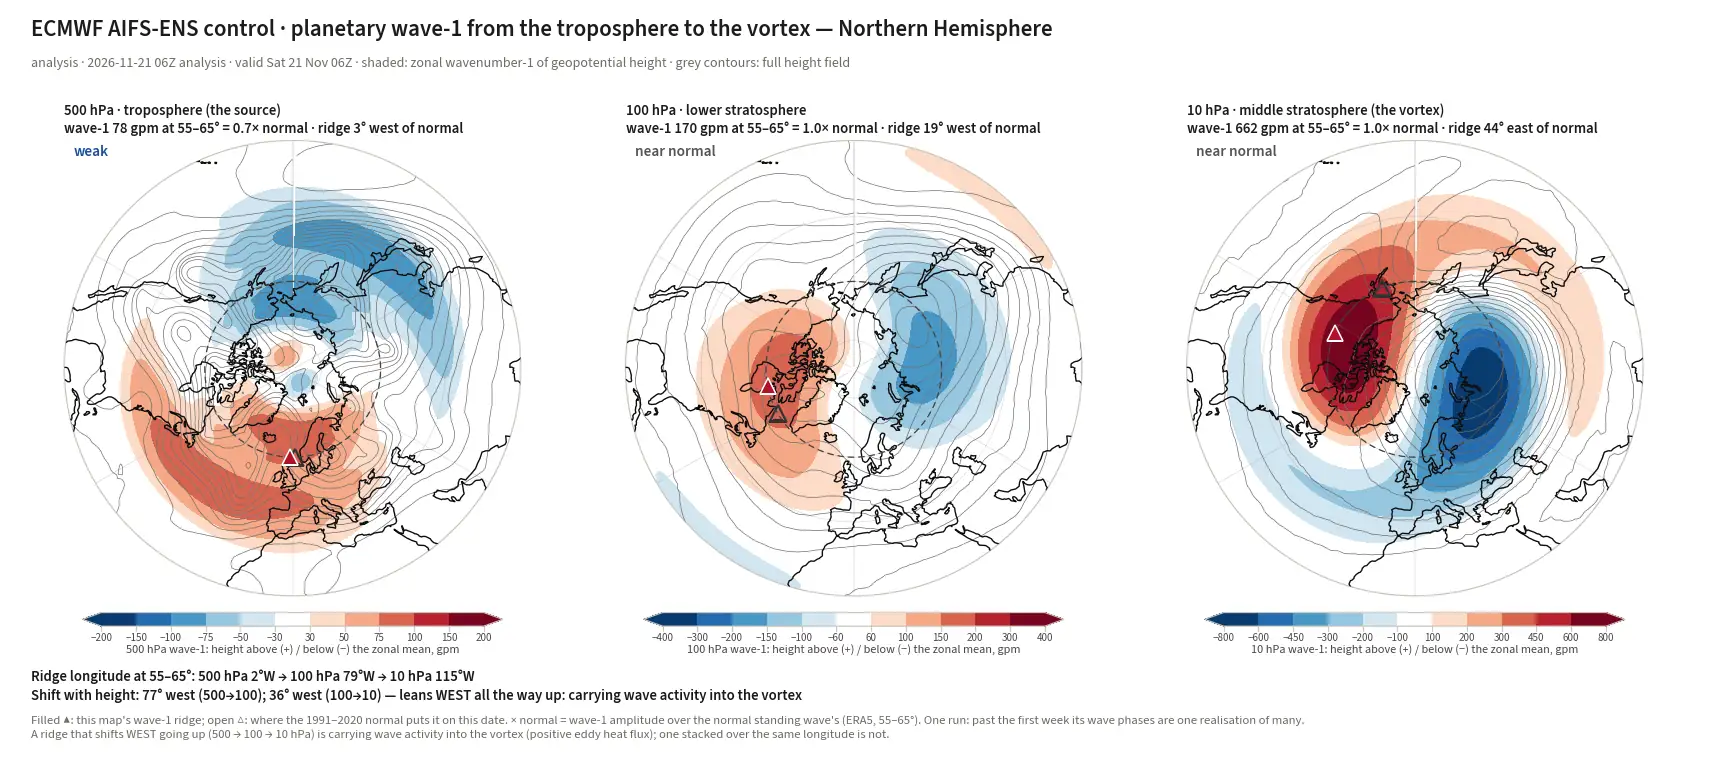 ECMWF AIFS-ENS control · planetary wave-1 from the troposphere to the vortex — Northern Hemisphere
analysis · 2026-11-21 06Z analysis · valid Sat 21 Nov 06Z · shaded: zonal wavenumber-1 of geopotential height · grey contours: full height field
500 hPa · troposphere (the source)
wave-1 78 gpm at 55–65° = 0.7× normal · ridge 3° west of normal
weak
100 hPa · lower stratosphere
wave-1 170 gpm at 55–65° = 1.0× normal · ridge 19° west of normal
near normal
10 hPa · middle stratosphere (the vortex)
wave-1 662 gpm at 55–65° = 1.0× normal · ridge 44° east of normal
near normal
−200 −150 −100 −75 −50 −30 30 50 75 100 150 200
500 hPa wave-1: height above (+) / below (−) the zonal mean, gpm
−400 −300 −200 −150 −100 −60 60 100 150 200 300 400
100 hPa wave-1: height above (+) / below (−) the zonal mean, gpm
−800 −600 −450 −300 −200 −100 100 200 300 450 600 800
10 hPa wave-1: height above (+) / below (−) the zonal mean, gpm
Ridge longitude at 55–65°: 500 hPa 2°W → 100 hPa 79°W → 10 hPa 115°W
Shift with height: 77° west (500→100); 36° west (100→10) — leans WEST all the way up: carrying wave activity into the vortex
Filled ▲: this map's wave-1 ridge; open △: where the 1991–2020 normal puts it on this date. × normal = wave-1 amplitude over the normal standing wave's (ERA5, 55–65°). One run: past the first week its wave phases are one realisation of many.
A ridge that shifts WEST going up (500 → 100 → 10 hPa) is carrying wave activity into the vortex (positive eddy heat flux); one stacked over the same longitude is not.